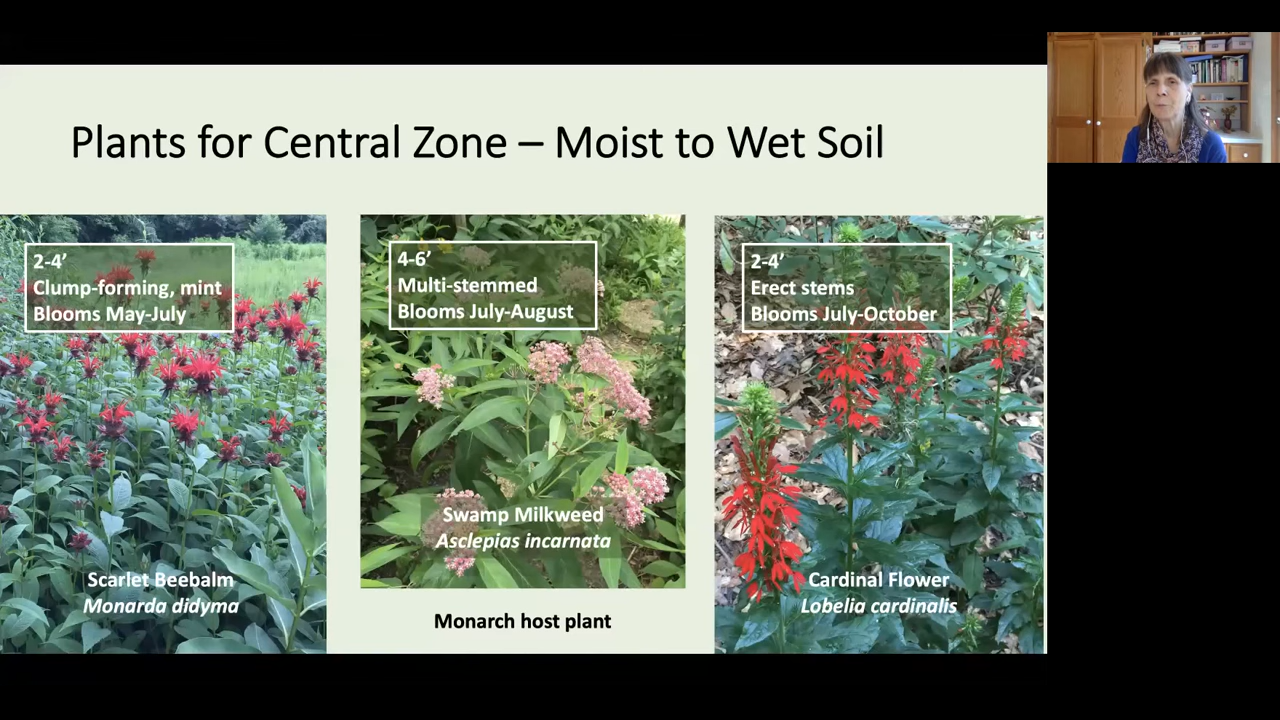 Plants for Central Zone – Moist to Wet Soil
2-4’
Clump-forming, mint
Blooms May-July
Scarlet Beebalm
Monarda didyma
4-6’
Multi-stemmed
Blooms July-August
Swamp Milkweed
Asclepias incarnata
Monarch host plant
2-4’
Erect stems
Blooms July-October
Cardinal Flower
Lobelia cardinalis